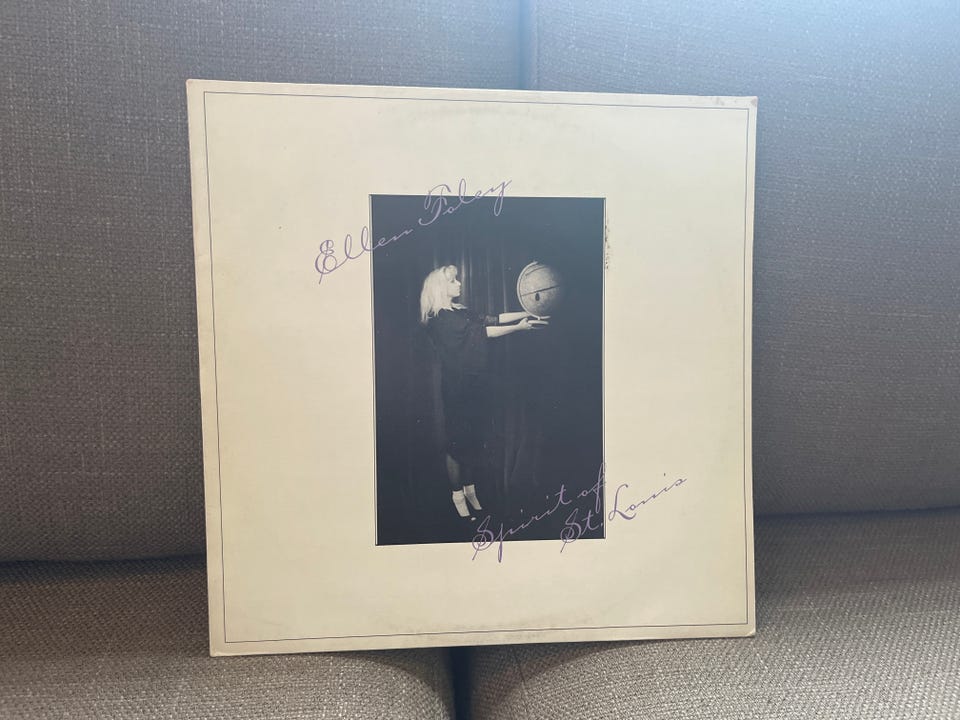 Ellen Foley
Spirit of
St. Louis